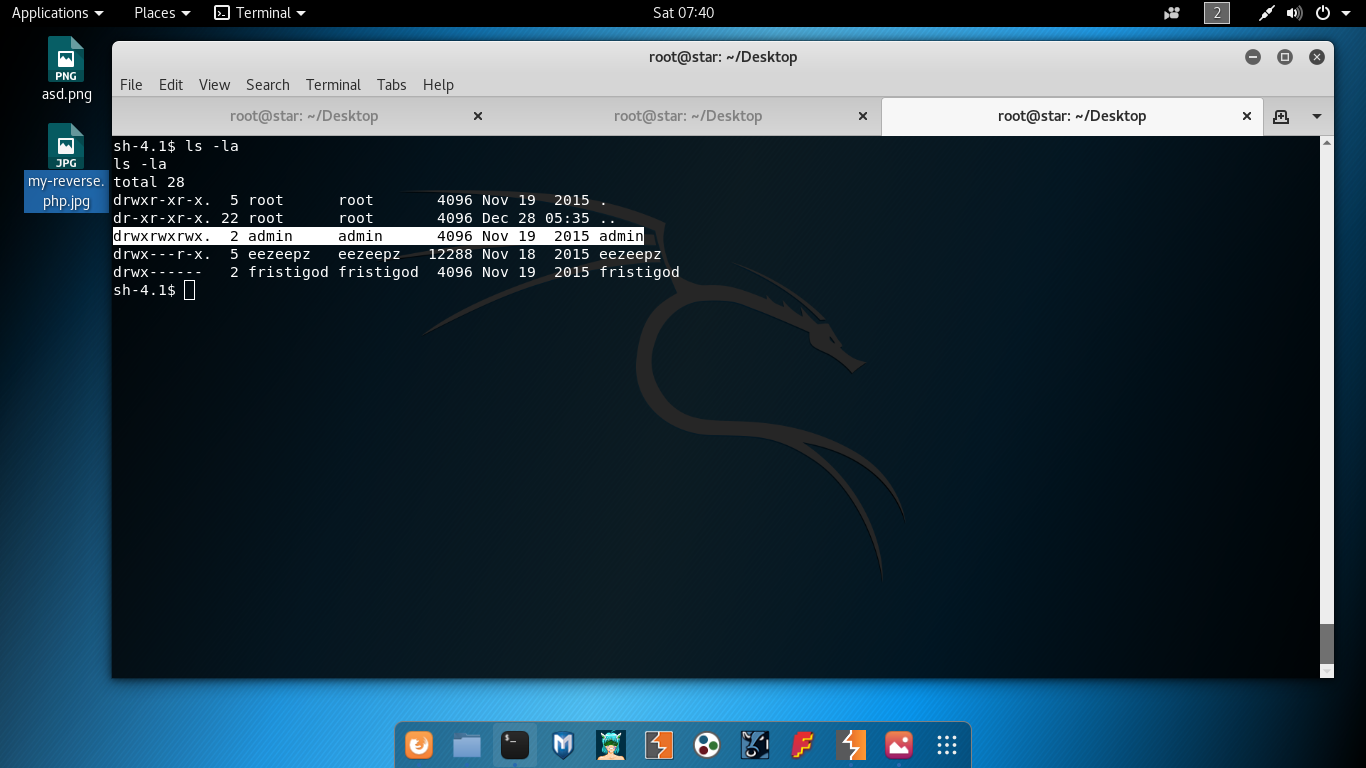 Applications Places Terminal Sat 07:40 2
PNG
asd.png
JPG
my-reverse.
php.jpg
root@star: ~/Desktop
File Edit View Search Terminal Tabs Help
root@star: ~/Desktop root@star: ~/Desktop root@star: ~/Desktop
sh-4.1$ ls -la
ls -la
total 28
drwxr-xr-x.  5 root      root       4096 Nov 19  2015 .
dr-xr-xr-x. 22 root      root       4096 Dec 28 05:35 ..
drwxrwxrwx.  2 admin     admin      4096 Nov 19  2015 admin
drwx---r-x.  5 eezeepz   eezeepz   12288 Nov 18  2015 eezeepz
drwx------   2 fristigod fristigod  4096 Nov 19  2015 fristigod
sh-4.1$